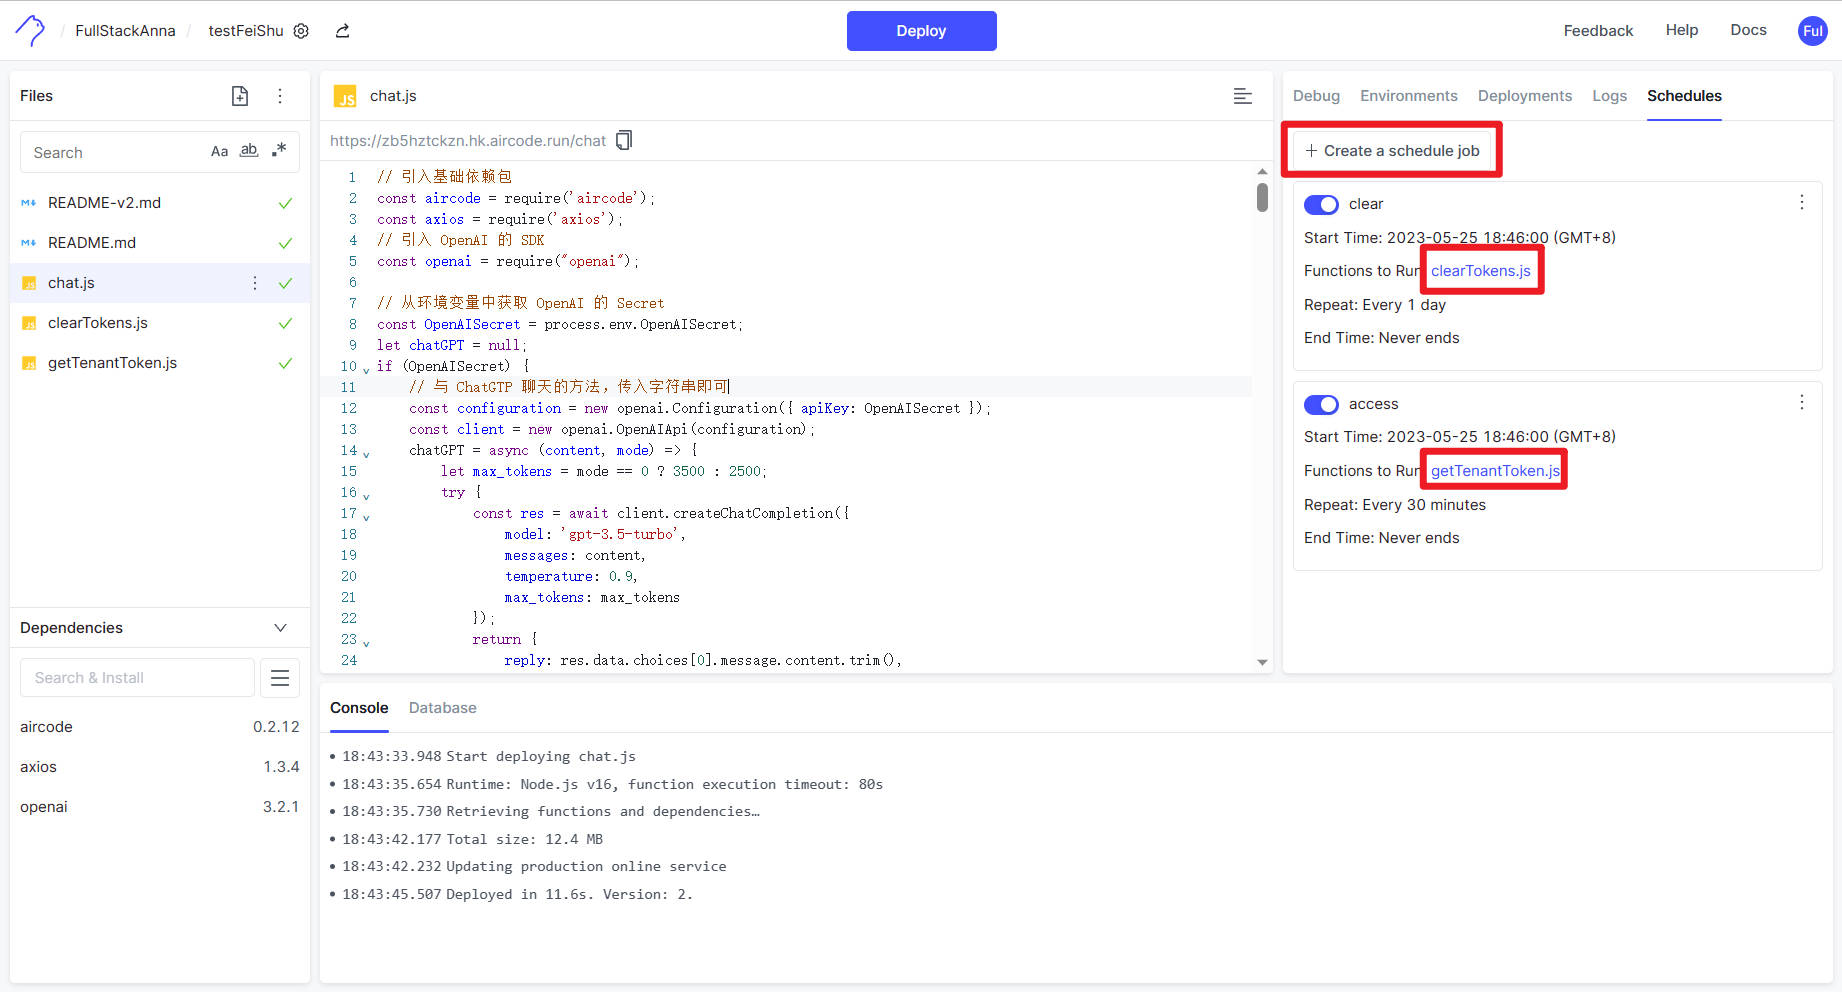 / FullStackAnna / testFeiShu
Deploy
Feedback Help Docs Ful
Files
Search Aa ab .*
README-v2.md
README.md
chat.js
clearTokens.js
getTenantToken.js
Dependencies
Search & Install
aircode 0.2.12
axios 1.3.4
openai 3.2.1
JS chat.js
https://zb5hztckzn.hk.aircode.run/chat
1 // 引入基础依赖包
2 const aircode = require('aircode');
3 const axios = require('axios');
4 // 引入 OpenAI 的 SDK
5 const openai = require("openai");
6
7 // 从环境变量中获取 OpenAI 的 Secret
8 const OpenAISecret = process.env.OpenAISecret;
9 let chatGPT = null;
10 if (OpenAISecret) {
11 // 与 ChatGTP 聊天的方法，传入字符串即可
12 const configuration = new openai.Configuration({ apiKey: OpenAISecret });
13 const client = new openai.OpenAIApi(configuration);
14 chatGPT = async (content, mode) => {
15 let max_tokens = mode == 0 ? 3500 : 2500;
16 try {
17 const res = await client.createChatCompletion({
18 model: 'gpt-3.5-turbo',
19 messages: content,
20 temperature: 0.9,
21 max_tokens: max_tokens
22 });
23 return {
24 reply: res.data.choices[0].message.content.trim(),
Debug Environments Deployments Logs Schedules
+ Create a schedule job
clear
Start Time: 2023-05-25 18:46:00 (GMT+8)
Functions to Run clearTokens.js
Repeat: Every 1 day
End Time: Never ends
access
Start Time: 2023-05-25 18:46:00 (GMT+8)
Functions to Run getTenantToken.js
Repeat: Every 30 minutes
End Time: Never ends
Console Database
• 18:43:33.948 Start deploying chat.js
• 18:43:35.654 Runtime: Node.js v16, function execution timeout: 80s
• 18:43:35.730 Retrieving functions and dependencies…
• 18:43:42.177 Total size: 12.4 MB
• 18:43:42.232 Updating production online service
• 18:43:45.507 Deployed in 11.6s. Version: 2.